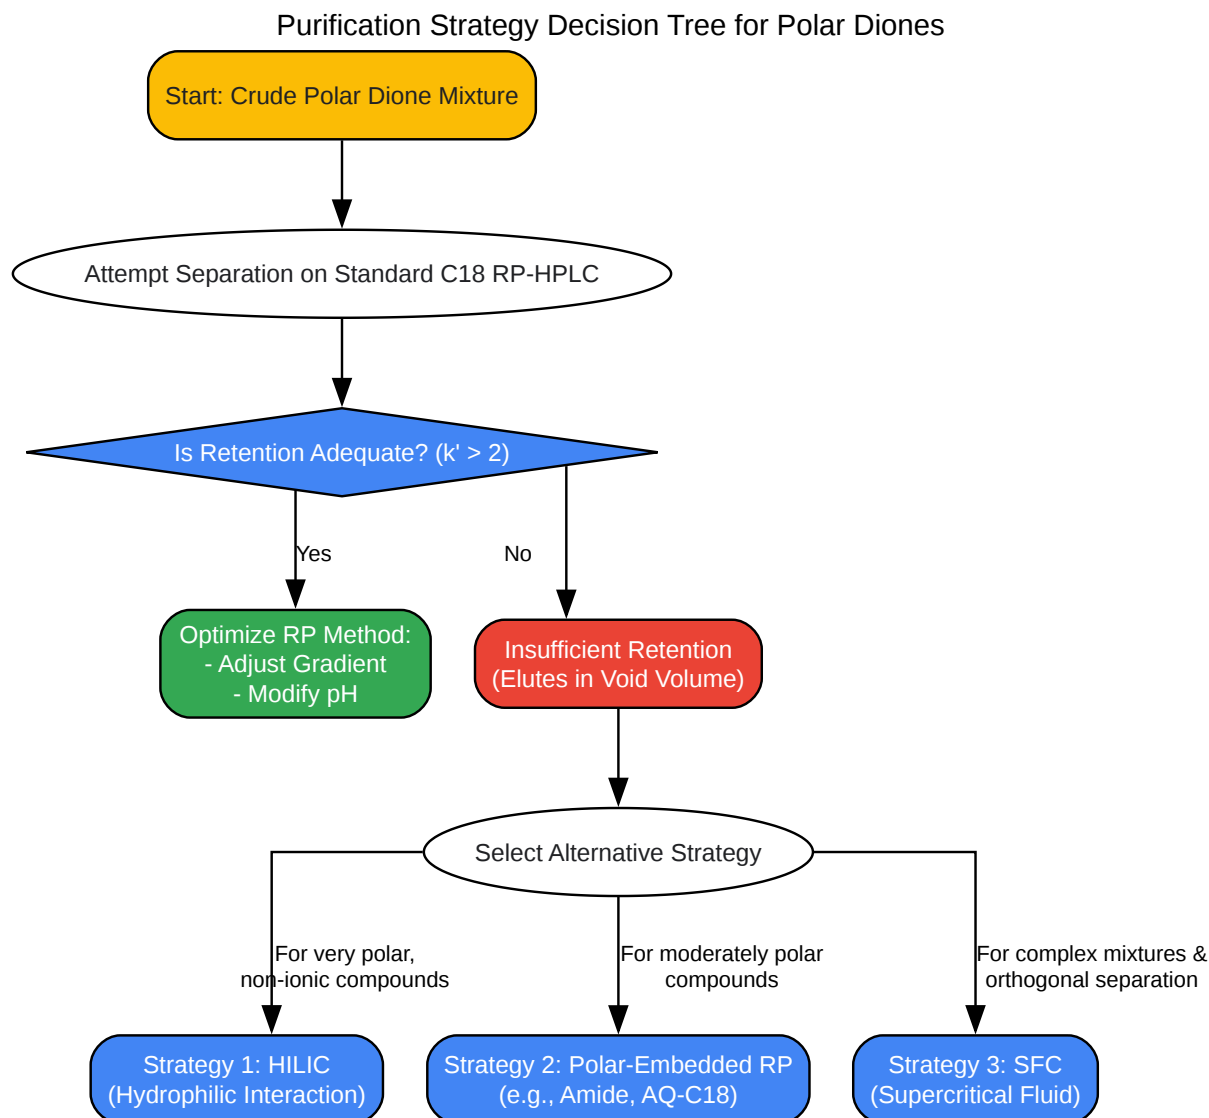 Purification Strategy Decision Tree for Polar Diones
Start: Crude Polar Dione Mixture
Attempt Separation on Standard C18 RP-HPLC
Is Retention Adequate? (k' > 2)
Yes
No
Optimize RP Method:
- Adjust Gradient
- Modify pH
Insufficient Retention
(Elutes in Void Volume)
Select Alternative Strategy
For very polar,
non-ionic compounds
For moderately polar
compounds
For complex mixtures &
orthogonal separation
Strategy 1: HILIC
(Hydrophilic Interaction)
Strategy 2: Polar-Embedded RP
(e.g., Amide, AQ-C18)
Strategy 3: SFC
(Supercritical Fluid)